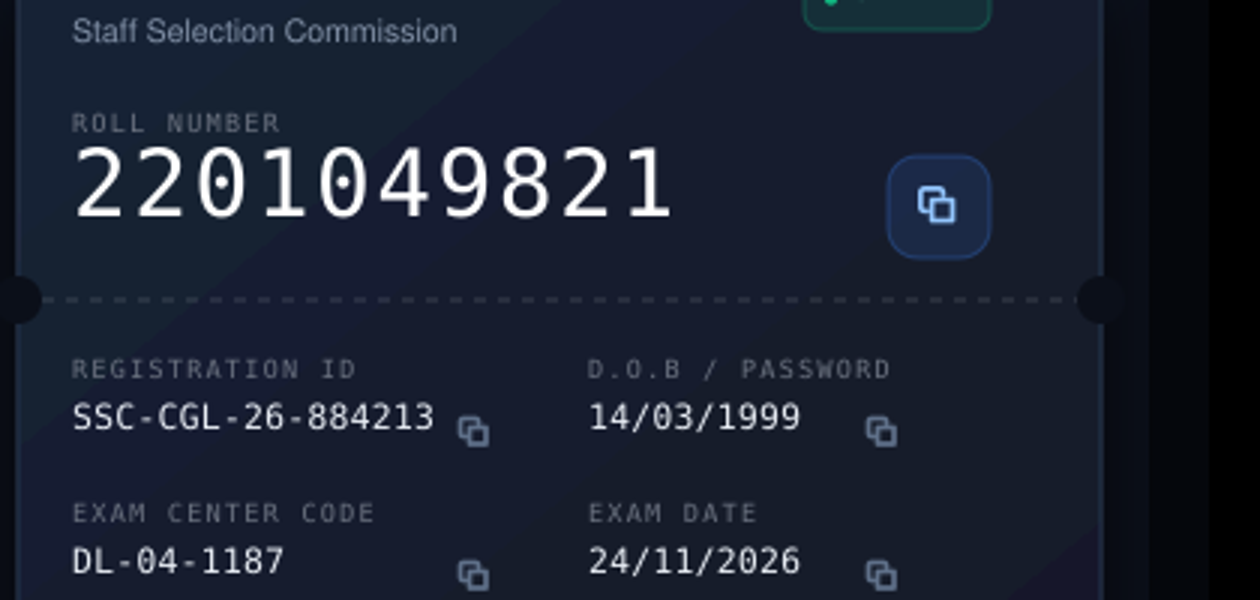 Staff Selection Commission
ROLL NUMBER
2201049821
REGISTRATION ID D.O.B / PASSWORD
SSC-CGL-26-884213 14/03/1999
EXAM CENTER CODE EXAM DATE
DL-04-1187 24/11/2026